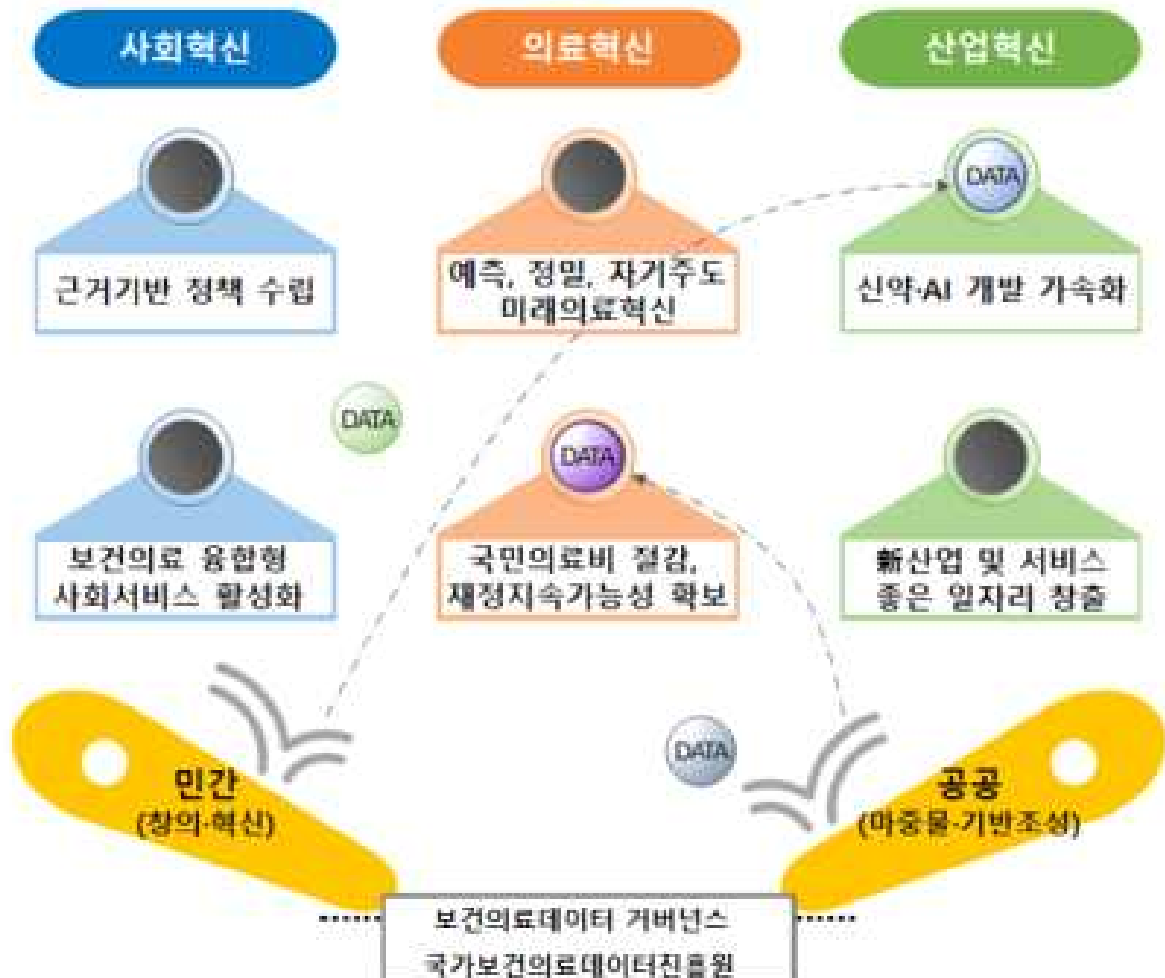 사회혁신
의료혁신
산업혁신
DATA
근거기반 정책 수립
예측, 정밀, 자기주도
미래의료혁신
신약·AI 개발 가속화
DATA
DATA
보건의료 융합형
사회서비스 활성화
국민의료비 절감,
재정지속가능성 확보
新산업 및 서비스
좋은 일자리 창출
DATA
민간
(창의·혁신)
공공
(마중물·기반조성)
보건의료데이터 거버넌스
국가보건의료데이터진흥원